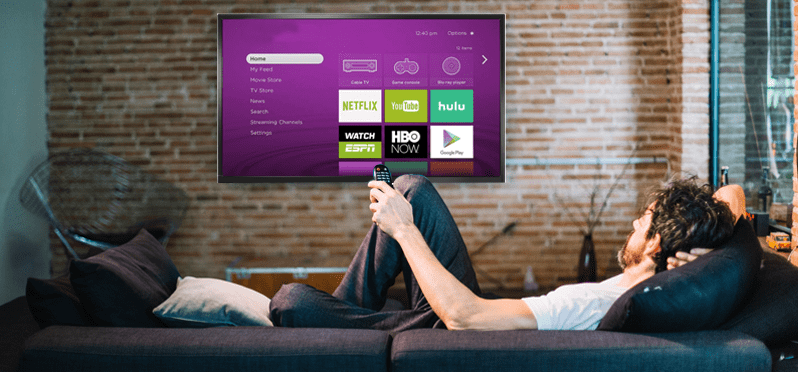 12:40 pm
Options *
12 items
Home
My Feed
Movie Store
TV Store
News
Search
Streaming Channels
Settings
Cable TV
Game console
Blu-ray player
NETFLIX
YouTube
hulu
WATCH
ESPN
HBO
NOW
Google Play